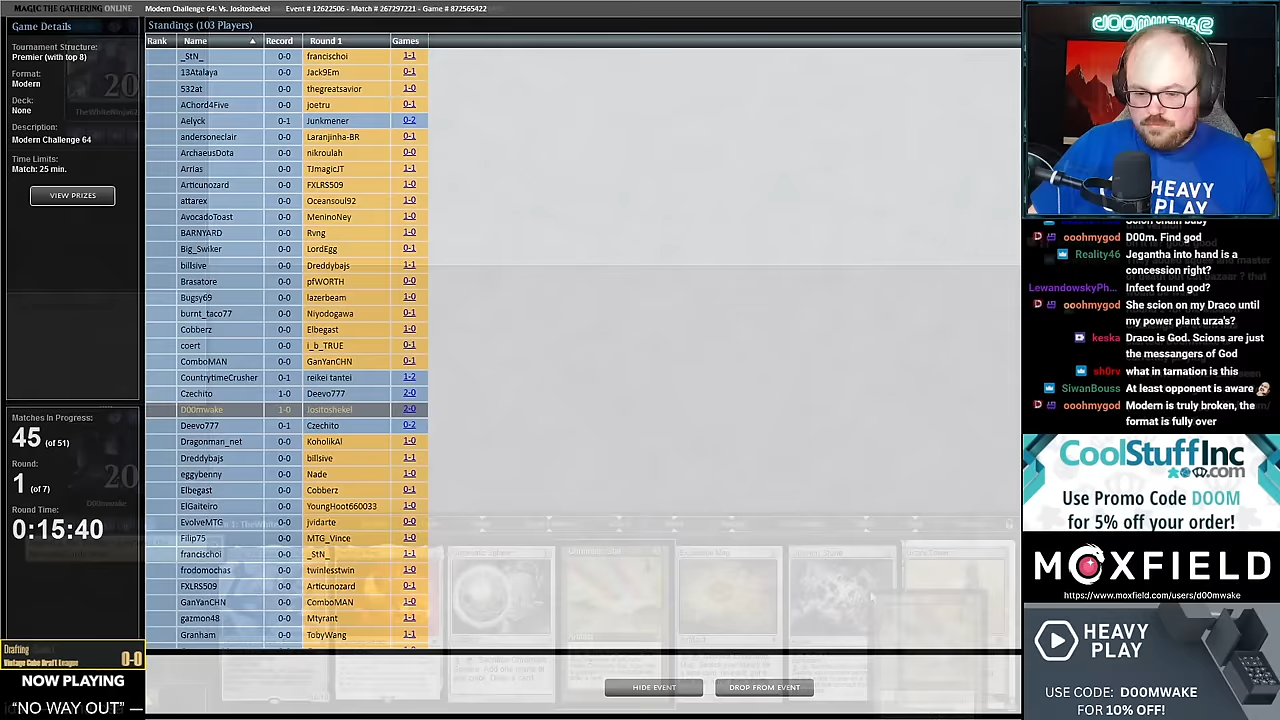 MAGIC THE GATHERING ONLINE
Modern Challenge 64: Vs. Jositoshekel Event # 12622506 - Match # 267297221 - Game # 872565422
Game Details
Tournament Structure:
Premier (with top 8)
Format:
Modern
Deck:
None
Description:
Modern Challenge 64
Time Limits:
Match: 25 min.
VIEW PRIZES
Matches In Progress:
45 (of 51)
Round:
1 (of 7)
Round Time:
0:15:40
Drafting
Vintage Cube Draft League 0-0
NOW PLAYING
“NO WAY OUT” —
Standings (103 Players)
Rank Name Record Round 1 Games
_StN_ 0-0 francischoi 1-1
13Atalaya 0-0 Jack9Em 0-1
532at 0-0 thegreatsavior 1-0
AChord4Five 0-0 joetru 0-1
Aelyck 0-1 Junkmener 0-2
andersoneclair 0-0 Laranjinha-BR 0-1
ArchaeusDota 0-0 nikroulah 0-0
Arrias 0-0 TJmagicJT 1-1
Articunozard 0-0 FXLRS509 1-0
attarex 0-0 Oceansoul92 1-0
AvocadoToast 0-0 MeninoNey 1-0
BARNYARD 0-0 Rvng 1-0
Big_Swiker 0-0 LordEgg 0-1
billsive 0-0 Dreddybajs 1-1
Brasatore 0-0 pfWORTH 0-0
Bugsy69 0-0 lazerbeam 1-0
burnt_taco77 0-0 Niyodogawa 0-1
Cobberz 0-0 Elbegast 1-0
coert 0-0 i_b_TRUE 0-1
ComboMAN 0-0 GanYanCHN 0-1
CountrytimeCrusher 0-1 reikei tantei 1-2
Czechito 1-0 Deevo777 2-0
D00mwake 1-0 Jositoshekel 2-0
Deevo777 0-1 Czechito 0-2
Dragonman_net 0-0 KoholikAl 1-0
Dreddybajs 0-0 billsive 1-1
eggybenny 0-0 Nade 1-0
Elbegast 0-0 Cobberz 0-1
ElGaiteiro 0-0 YoungHoot660033 1-0
EvolveMTG 0-0 jvidarte 0-0
Filip75 0-0 MTG_Vince 1-0
francischoi 0-0 _StN_ 1-1
frodomochas 0-0 twinlesstwin 1-0
FXLRS509 0-0 Articunozard 0-1
GanYanCHN 0-0 ComboMAN 1-0
gazmon48 0-0 Mtyrant 1-1
Granham 0-0 TobyWang 1-1
HIDE EVENT
DROP FROM EVENT
doomwake
HEAVY
PLAY
ooohmygod D00m. Find god
Reality46 Jegantha into hand is a
concession right?
LewandowskyPh... Infect found god?
ooohmygod She scion on my Draco until
my power plant urza's?
keska Draco is God. Scions are just
the messangers of God
sh0rv what in tarnation is this
SiwanBouss At least opponent is aware
ooohmygod Modern is truly broken, the
format is fully over
CoolStuffInc
.com
Use Promo Code DOOM
for 5% off your order!
MOXFIELD
https://www.moxfield.com/users/d00mwake
HEAVY
PLAY
USE CODE: D00MWAKE
FOR 10% OFF!